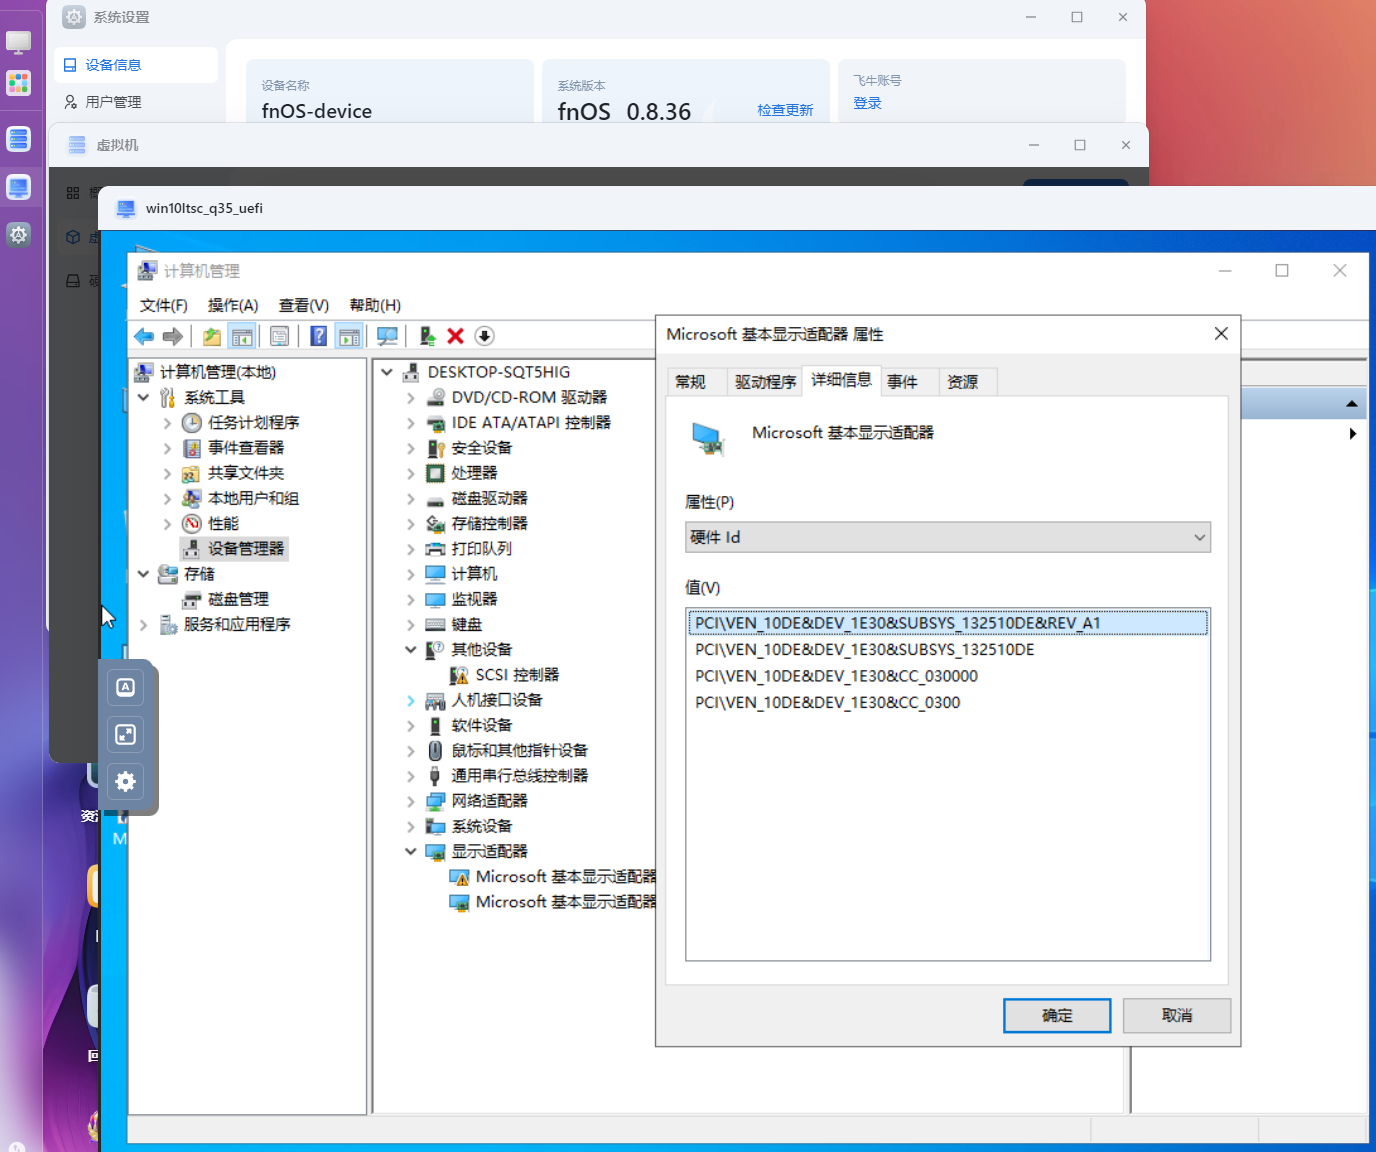 系统设置
设备信息
用户管理
设备名称
fnOS-device
系统版本
fnOS 0.8.36
检查更新
飞牛账号
登录
虚拟机
win10ltsc_q35_uefi
计算机管理
文件(F) 操作(A) 查看(V) 帮助(H)
计算机管理(本地)
系统工具
任务计划程序
事件查看器
共享文件夹
本地用户和组
性能
设备管理器
存储
磁盘管理
服务和应用程序
DESKTOP-SQT5HIG
DVD/CD-ROM 驱动器
IDE ATA/ATAPI 控制器
安全设备
处理器
磁盘驱动器
存储控制器
打印队列
计算机
监视器
键盘
其他设备
SCSI 控制器
人机接口设备
软件设备
鼠标和其他指针设备
通用串行总线控制器
网络适配器
系统设备
显示适配器
Microsoft 基本显示适配器
Microsoft 基本显示适配器
Microsoft 基本显示适配器 属性
常规 驱动程序 详细信息 事件 资源
Microsoft 基本显示适配器
属性(P)
硬件 Id
值(V)
PCI\VEN_10DE&DEV_1E30&SUBSYS_132510DE&REV_A1
PCI\VEN_10DE&DEV_1E30&SUBSYS_132510DE
PCI\VEN_10DE&DEV_1E30&CC_030000
PCI\VEN_10DE&DEV_1E30&CC_0300
确定 取消
A
M